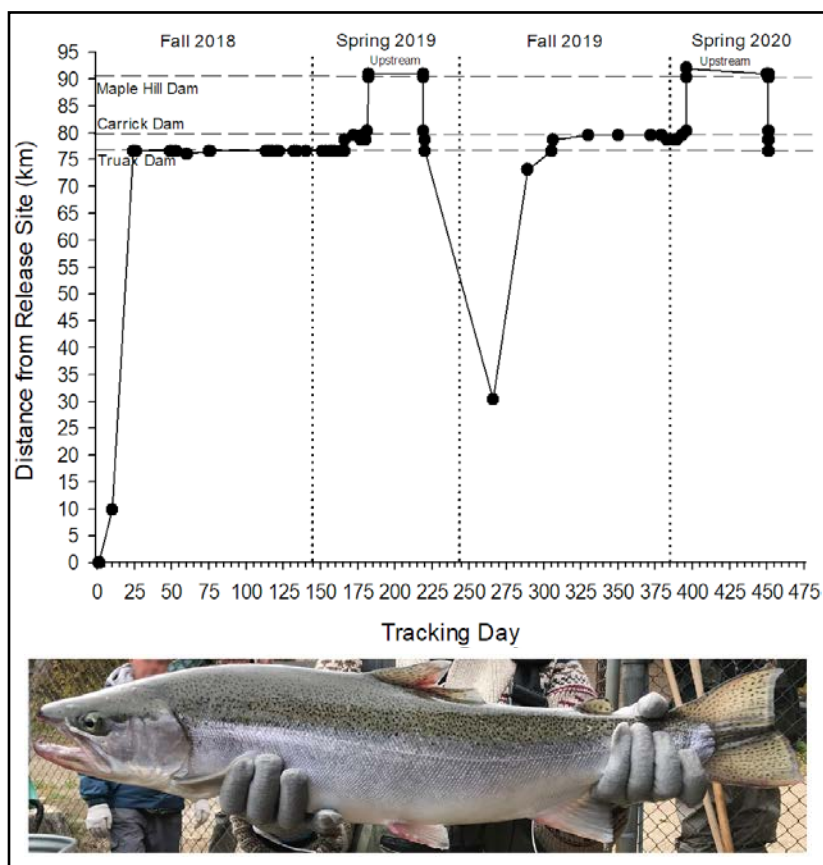 Fall 2018 Spring 2019 Fall 2019 Spring 2020
Upstream Upstream
95
90
Maple Hill Dam
85
Carrick Dam
80
75
Truax Dam
70
65
60
55
50
45
40
35
30
25
20
15
10
5
0
Distance from Release Site (km)
0 25 50 75 100 125 150 175 200 225 250 275 300 325 350 375 400 425 450 475
Tracking Day